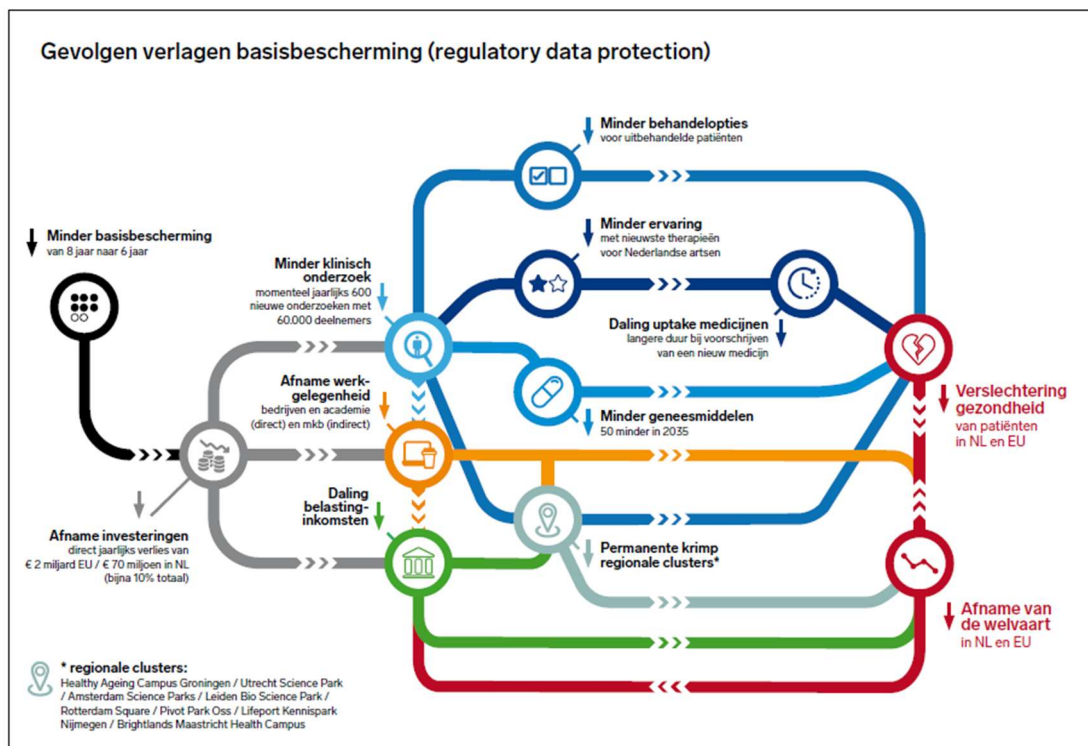 Gevolgen verlagen basisbescherming (regulatory data protection)
Minder behandelopties
voor uitbehandelde patiënten
Minder basisbescherming
van 8 jaar naar 6 jaar
Minder ervaring
met nieuwste therapieën
voor Nederlandse artsen
Minder klinisch
onderzoek
momenteel jaarlijks 600
nieuwe onderzoeken met
60.000 deelnemers
Daling uptake medicijnen
langere duur bij voorschrijven
van een nieuw medicijn
Afname werk-
gelegenheid
bedrijven en academie
(direct) en mkb (indirect)
Minder geneesmiddelen
50 minder in 2035
Verslechtering
gezondheid
van patiënten
in NL en EU
Daling
belasting-
inkomsten
Afname investeringen
direct jaarlijks verlies van
€ 2 miljard EU / € 70 miljoen in NL
(bijna 10% totaal)
Permanente krimp
regionale clusters*
Afname van
de welvaart
in NL en EU
* regionale clusters:
Healthy Ageing Campus Groningen / Utrecht Science Park
/ Amsterdam Science Parks / Leiden Bio Science Park /
Rotterdam Square / Pivot Park Oss / Lifeport Kennispark
Nijmegen / Brightlands Maastricht Health Campus